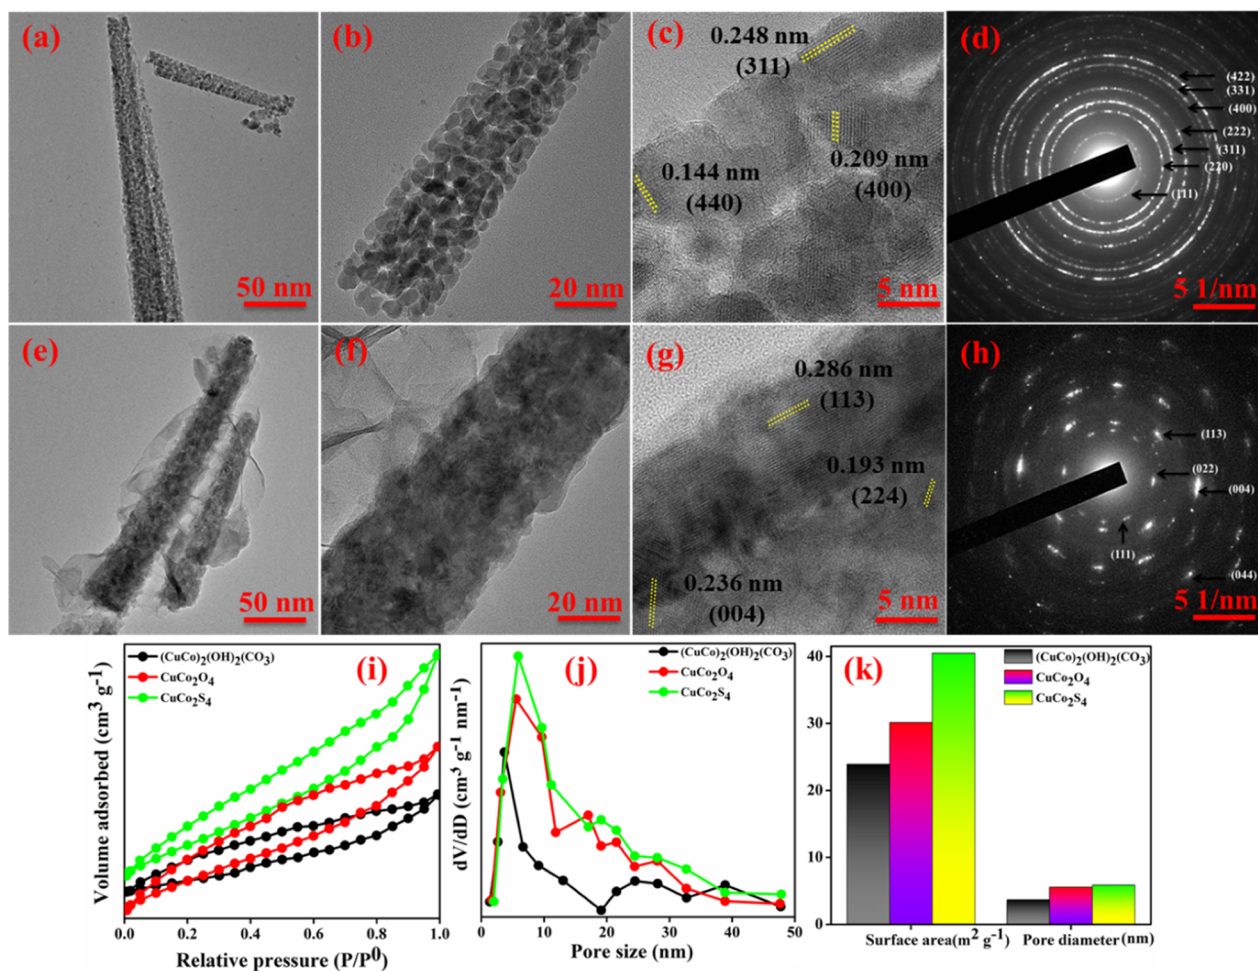 (a)
50 nm
(b)
20 nm
(c)
0.248 nm
(311)
0.209 nm
(400)
0.144 nm
(440)
5 nm
(d)
(422)
(331)
(400)
(222)
(311)
(220)
(111)
5 1/nm
(e)
50 nm
(f)
20 nm
(g)
0.286 nm
(113)
0.193 nm
(224)
0.236 nm
(004)
5 nm
(h)
(113)
(022)
(004)
(111)
(044)
5 1/nm
(i)
(CuCo)2(OH)2(CO3)
CuCo2O4
CuCo2S4
Volume adsorbed (cm3 g-1)
0.0 0.2 0.4 0.6 0.8 1.0
Relative pressure (P/P0)
(j)
(CuCo)2(OH)2(CO3)
CuCo2O4
CuCo2S4
dV/dD (cm3 g-1 nm-1)
0 10 20 30 40 50
Pore size (nm)
(k)
(CuCo)2(OH)2(CO3)
CuCo2O4
CuCo2S4
40
30
20
10
0
Surface area(m2 g-1) Pore diameter(nm)